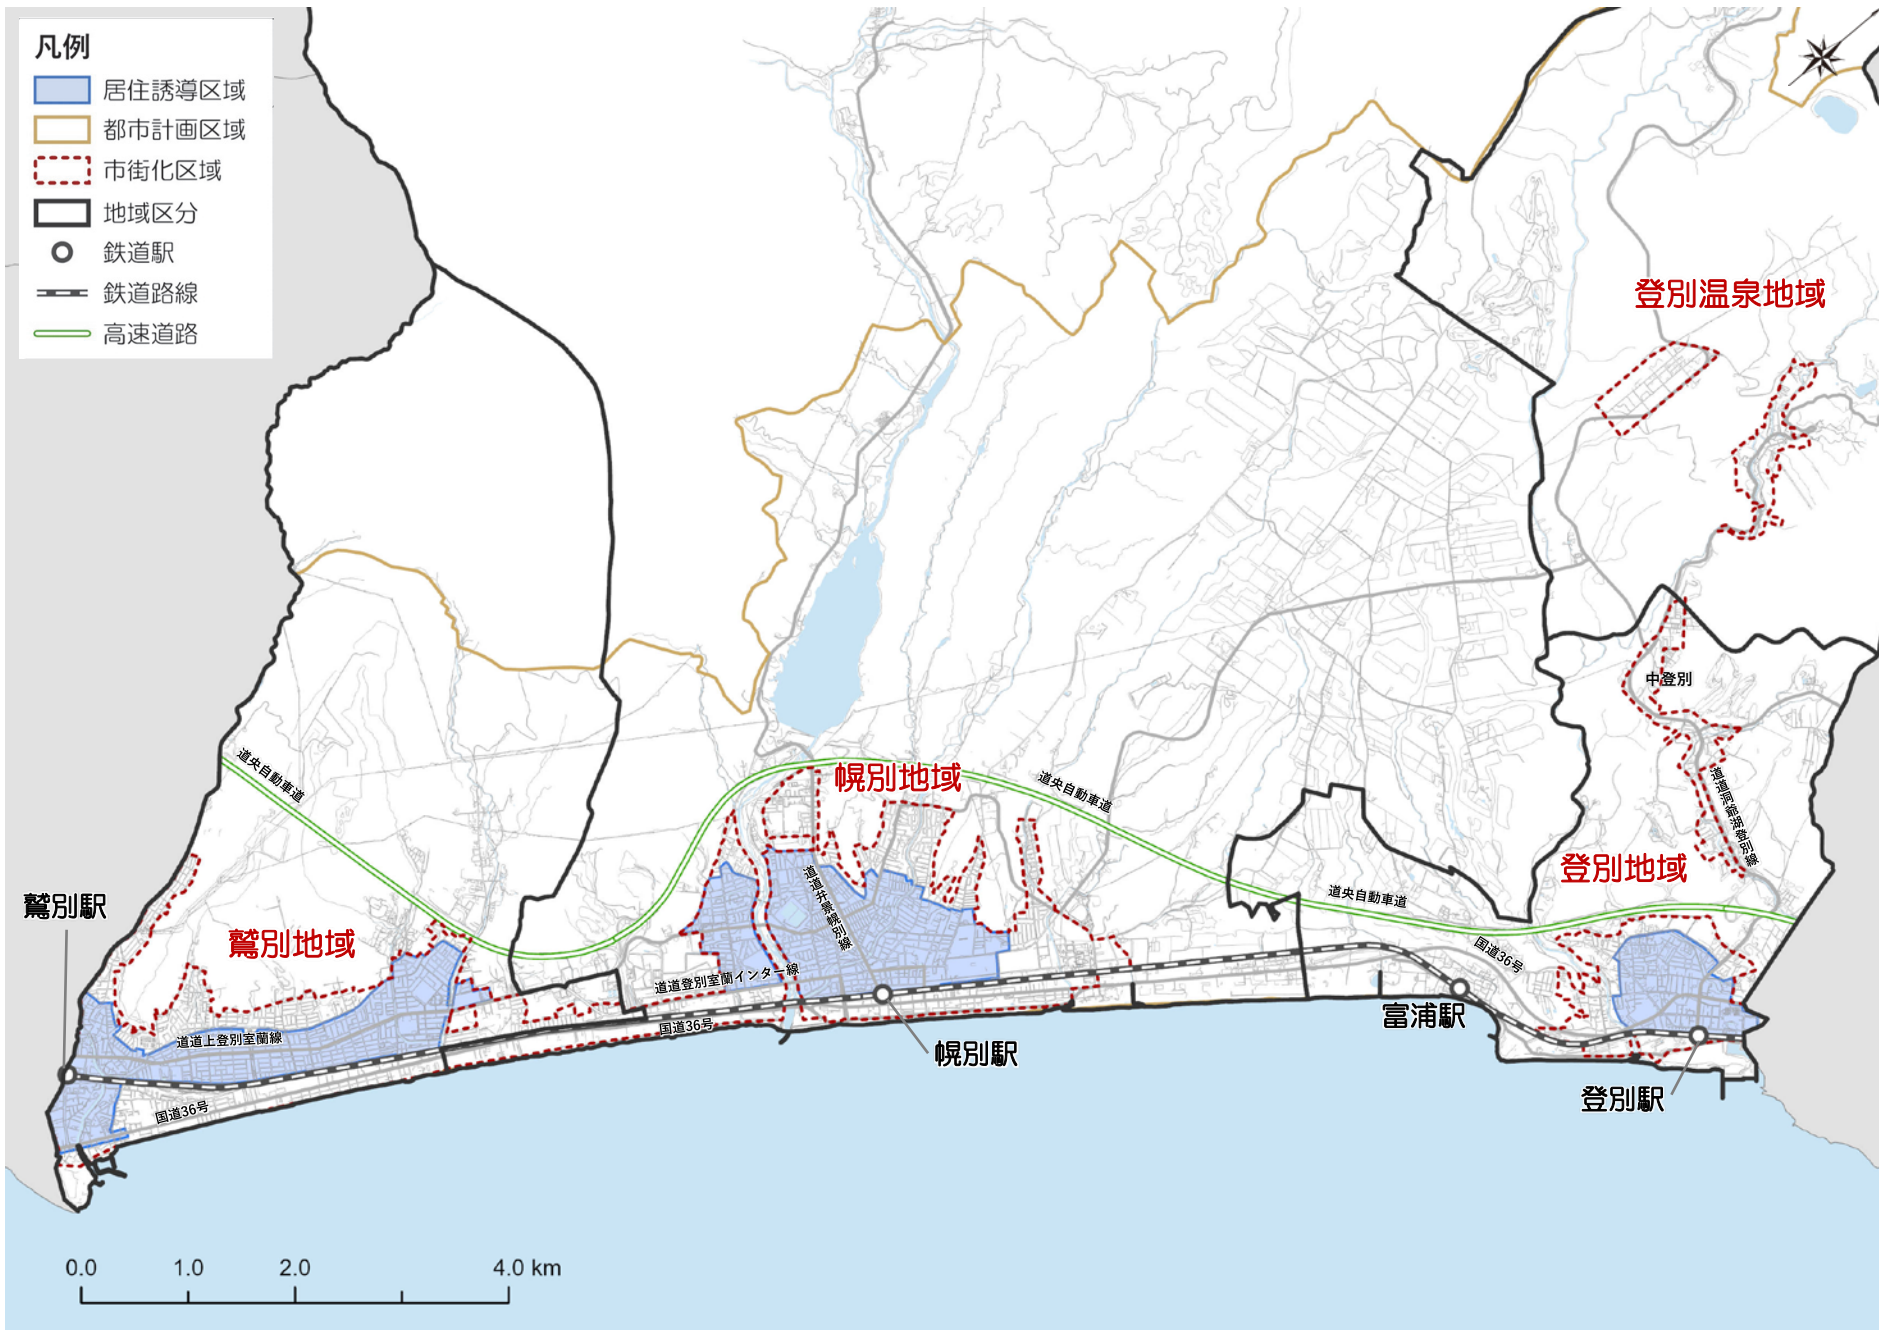 凡例
居住誘導区域
都市計画区域
市街化区域
地域区分
鉄道駅
鉄道路線
高速道路
登別温泉地域
中登別
道道洞爺湖登別線
幌別地域
道央自動車道
道央自動車道
道央自動車道
登別地域
道道弁景幌別線
鷲別駅
鷲別地域
国道36号
道道登別室蘭インター線
富浦駅
国道36号
道道上登別室蘭線
幌別駅
登別駅
国道36号
0.0 1.0 2.0 4.0 km